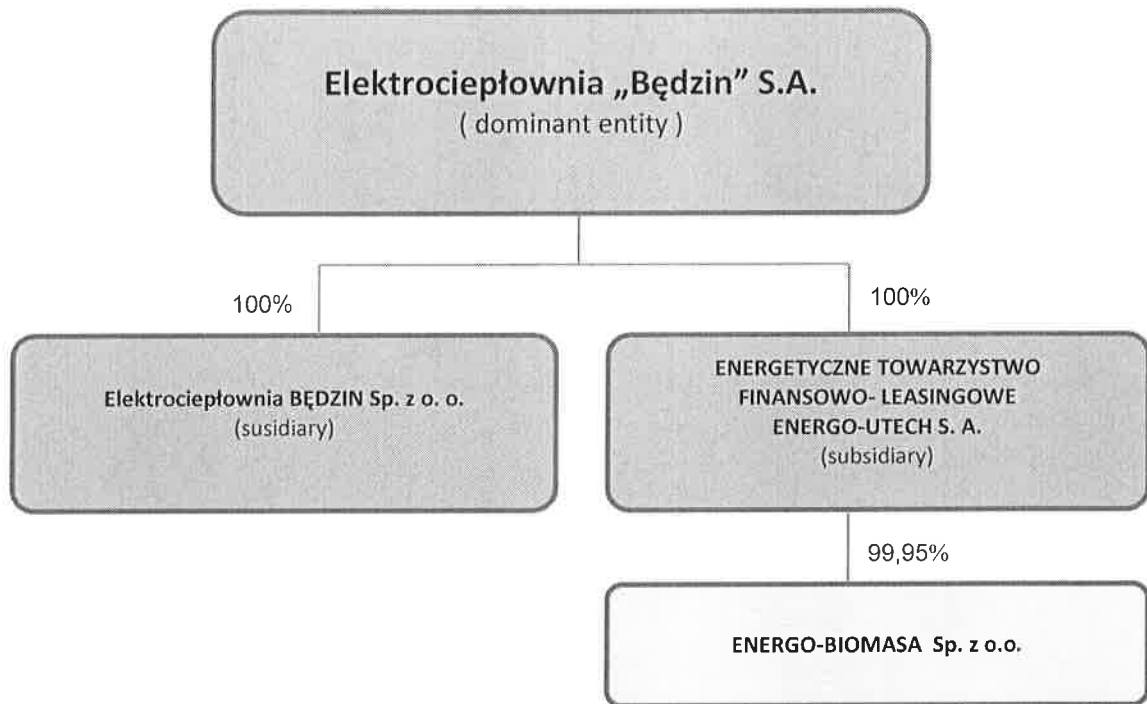 Elektrociepłownia „Będzin” S.A.
( dominant entity )
100%
100%
Elektrociepłownia BĘDZIN Sp. z o. o.
(susidiary)
ENERGETYCZNE TOWARZYSTWO
FINANSOWO- LEASINGOWE
ENERGO-UTECH S. A.
(subsidiary)
99,95%
ENERGO-BIOMASA Sp. z o.o.